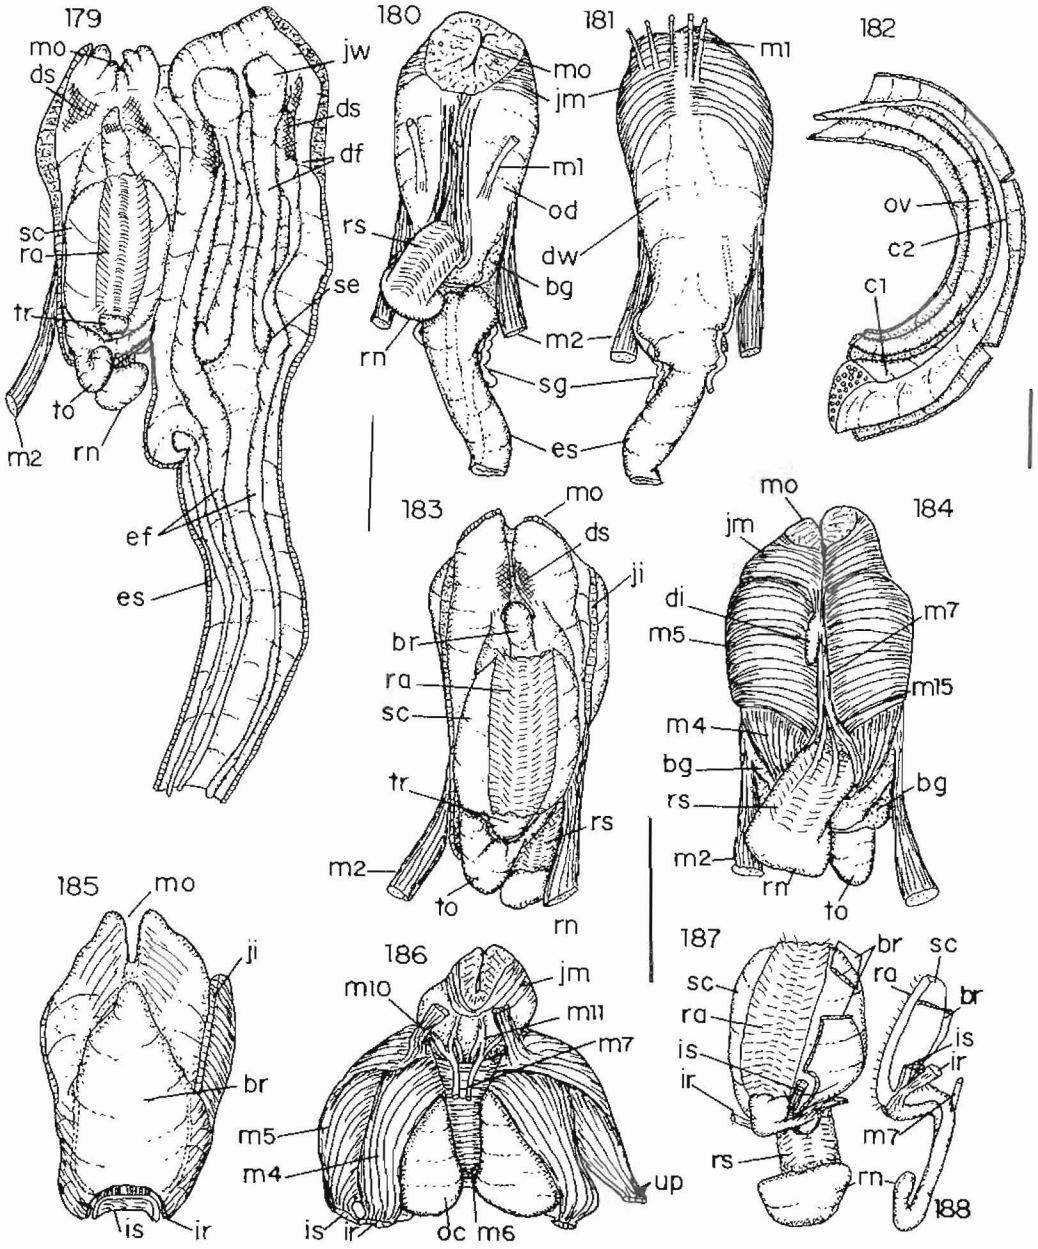 179
mo
ds
sc
ra
tr
to
m2
rn
jw
ds
df
se
ef
es
180
mo
jm
m1
od
rs
bg
rn
m2
sg
es
181
m1
dw
182
ov
c2
c1
183
mo
ds
ji
br
ra
sc
tr
rs
m2
to
rn
184
mo
jm
di
m5
m7
m15
m4
bg
rs
bg
m2
rn
to
185
mo
ji
br
is
ir
186
jm
m10
m11
m7
m5
m4
up
is
ir
oc
m6
187
br
sc
ra
is
ir
rs
rn
sc
ra
br
is
ir
m7
188